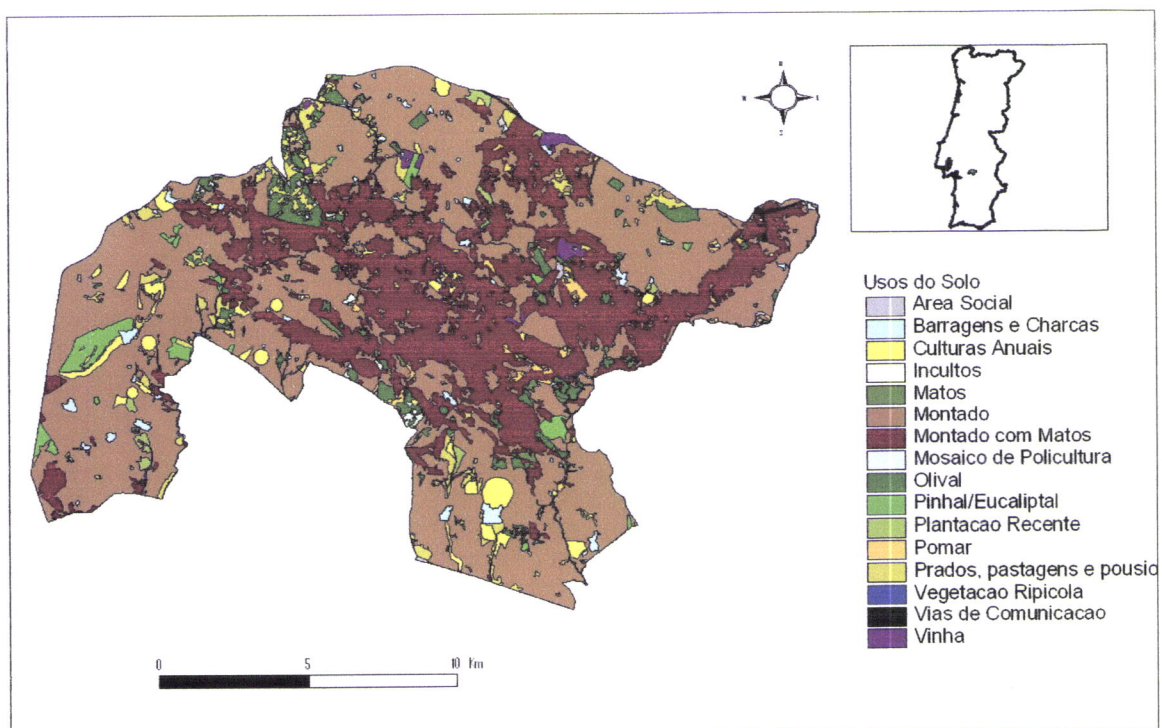 N
W
E
S
Usos do Solo
Area Social
Barragens e Charcas
Culturas Anuais
Incultos
Matos
Montado
Montado com Matos
Mosaico de Policultura
Olival
Pinhal/Eucaliptal
Plantacao Recente
Pomar
Prados, pastagens e pousio
Vegetacao Ripicola
Vias de Comunicacao
Vinha
0 5 10 Km